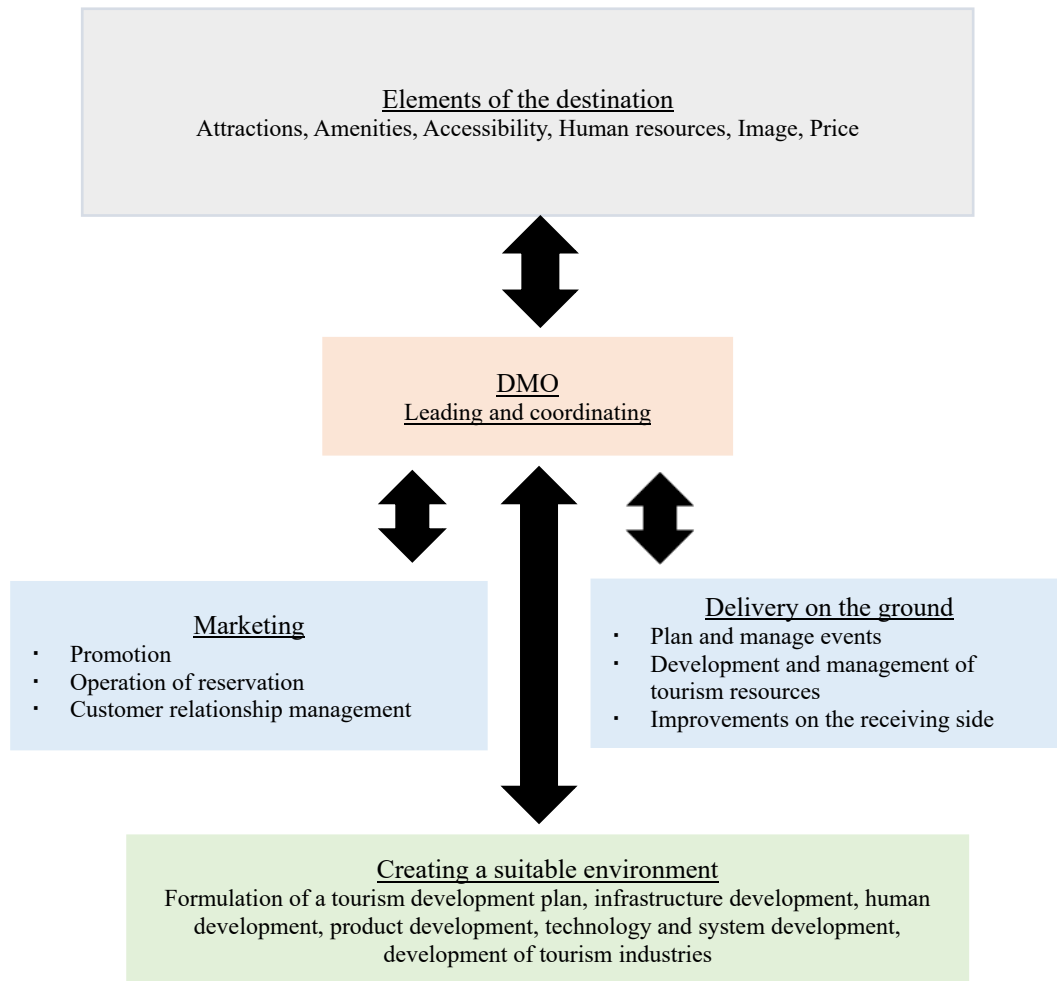 Elements of the destination
Attractions, Amenities, Accessibility, Human resources, Image, Price
DMO
Leading and coordinating
Marketing
▪ Promotion
▪ Operation of reservation
▪ Customer relationship management
Delivery on the ground
▪ Plan and manage events
▪ Development and management of
tourism resources
▪ Improvements on the receiving side
Creating a suitable environment
Formulation of a tourism development plan, infrastructure development, human
development, product development, technology and system development,
development of tourism industries